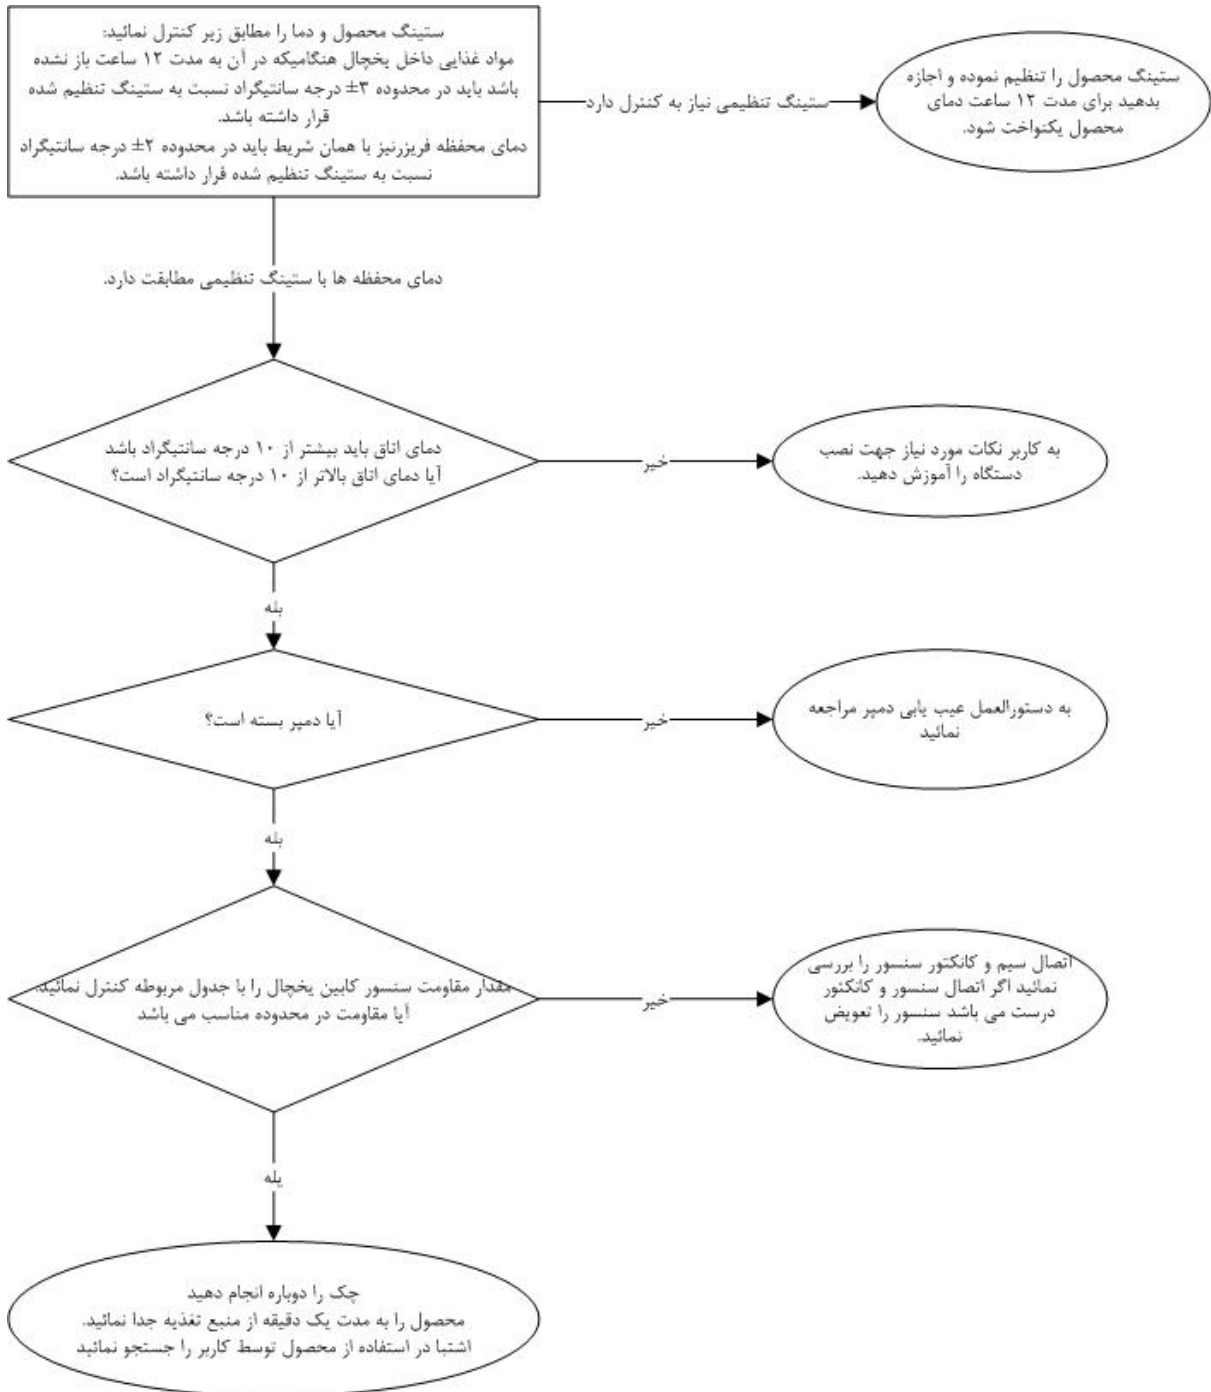 ستینگ محصول و دما را مطابق زیر کنترل نمائید:
مواد غذایی داخل یخچال هنگامیکه در آن به مدت ۱۲ ساعت باز نشده
باشد باید در محدوده ۳± درجه سانتیگراد نسبت به ستینگ تنظیم شده
قرار داشته باشد.
دمای محفظه فریزرنیز با همان شریط باید در محدوده ۲± درجه سانتیگراد
نسبت به ستینگ تنظیم شده قرار داشته باشد.
ستینگ تنظیمی نیاز به کنترل دارد
ستینگ محصول را تنظیم نموده و اجازه
بدهید برای مدت ۱۲ ساعت دمای
محصول یکنواخت شود.
دمای محفظه ها با ستینگ تنظیمی مطابقت دارد.
دمای اتاق باید بیشتر از ۱۰ درجه سانتیگراد باشد
آیا دمای اتاق بالاتر از ۱۰ درجه سانتیگراد است؟
خیر
به کاربر نکات مورد نیاز جهت نصب
دستگاه را آموزش دهید.
بله
آیا دمپر بسته است؟
خیر
به دستورالعمل عیب یابی دمپر مراجعه
نمائید
بله
مقدار مقاومت سنسور کابین یخچال را با جدول مربوطه کنترل نمائید.
آیا مقاومت در محدوده مناسب می باشد
خیر
اتصال سیم و کانکتور سنسور را بررسی
نمائید اگر اتصال سنسور و کانکتور
درست می باشد سنسور را تعویض
نمائید.
یله
چک را دوباره انجام دهید
محصول را به مدت یک دقیقه از منبع تغذیه جدا نمائید.
اشتبا در استفاده از محصول توسط کاربر را جستجو نمائید